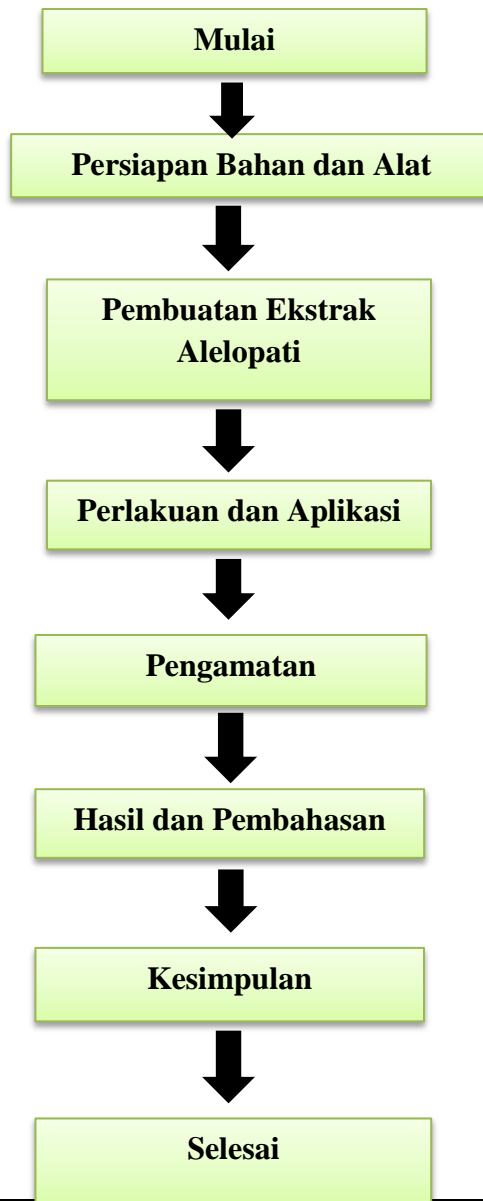 Mulai
Persiapan Bahan dan Alat
Pembuatan Ekstrak
Alelopati
Perlakuan dan Aplikasi
Pengamatan
Hasil dan Pembahasan
Kesimpulan
Selesai